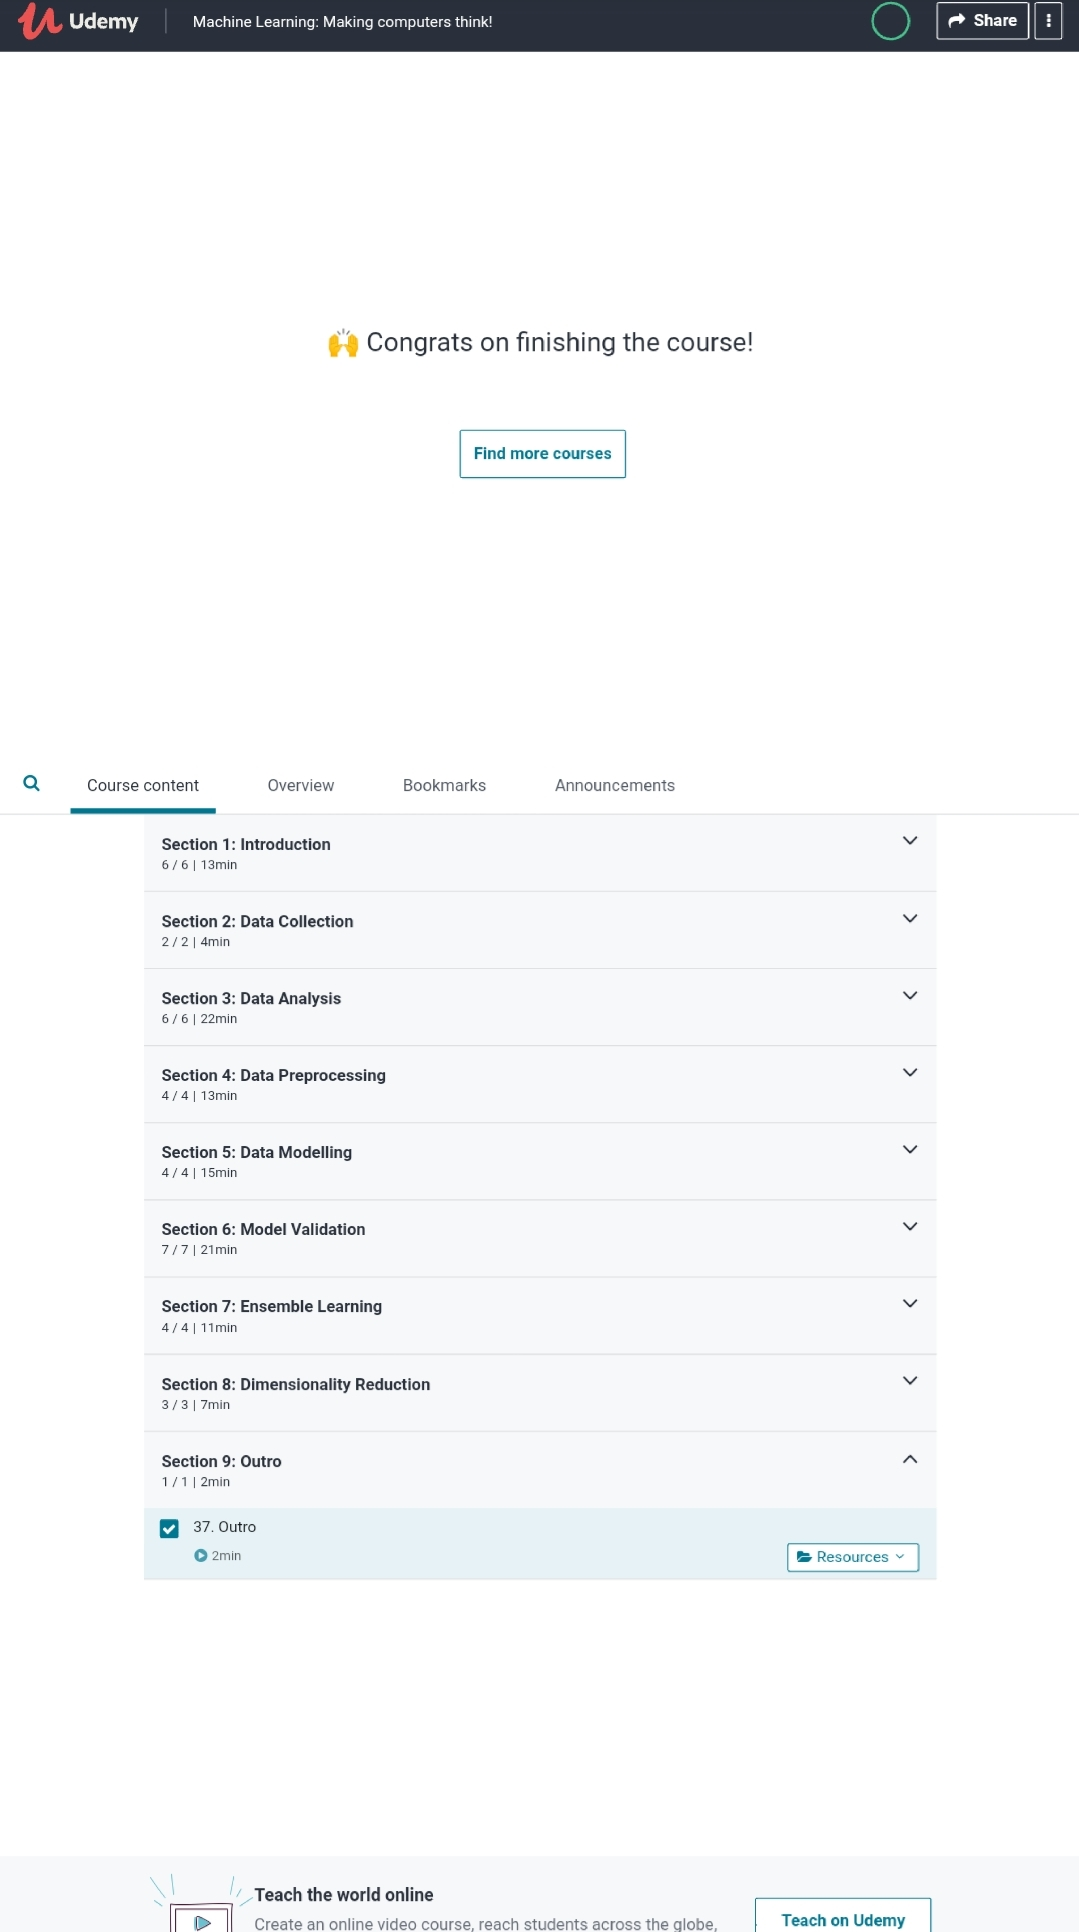 Udemy
Machine Learning: Making computers think!
Share
🙌 Congrats on finishing the course!
Find more courses
Course content
Overview
Bookmarks
Announcements
Section 1: Introduction
6 / 6 | 13min
Section 2: Data Collection
2 / 2 | 4min
Section 3: Data Analysis
6 / 6 | 22min
Section 4: Data Preprocessing
4 / 4 | 13min
Section 5: Data Modelling
4 / 4 | 15min
Section 6: Model Validation
7 / 7 | 21min
Section 7: Ensemble Learning
4 / 4 | 11min
Section 8: Dimensionality Reduction
3 / 3 | 7min
Section 9: Outro
1 / 1 | 2min
37. Outro
2min
Resources
Teach the world online
Create an online video course, reach students across the globe,
Teach on Udemy